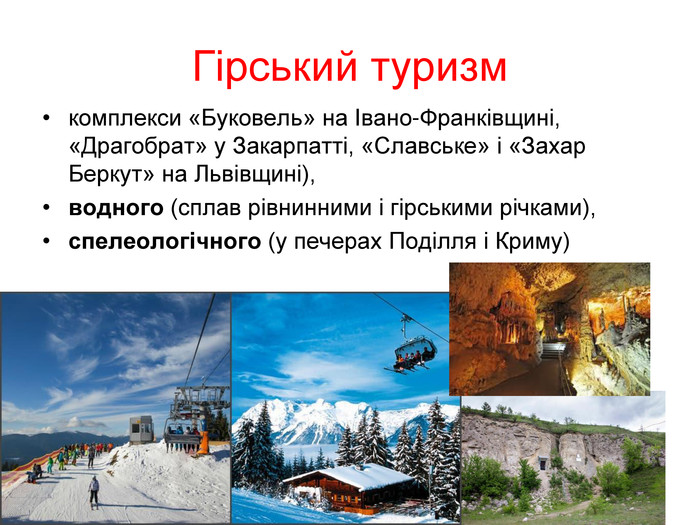 Гірський туризм
• комплекси «Буковель» на Івано-Франківщині,
«Драгобрат» у Закарпатті, «Славське» і «Захар
Беркут» на Львівщині),
• водного (сплав рівнинними і гірськими річками),
• спелеологічного (у печерах Поділля і Криму)